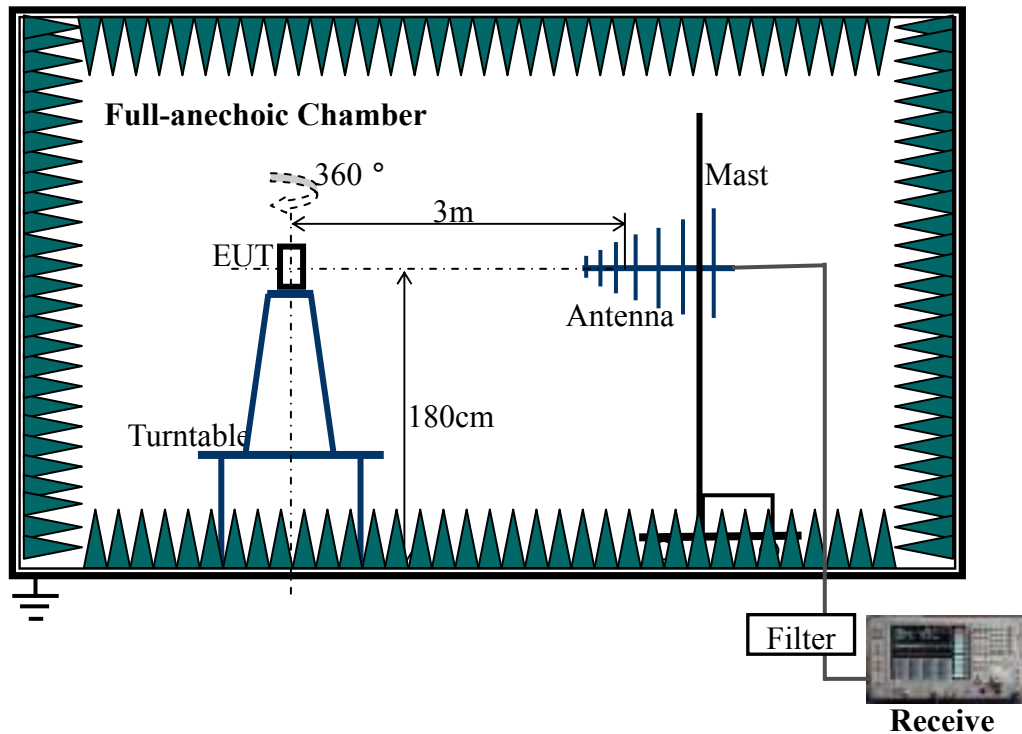 Full-anechoic Chamber
360 °
Mast
3m
EUT
Antenna
180cm
Turntable
Filter
Receive